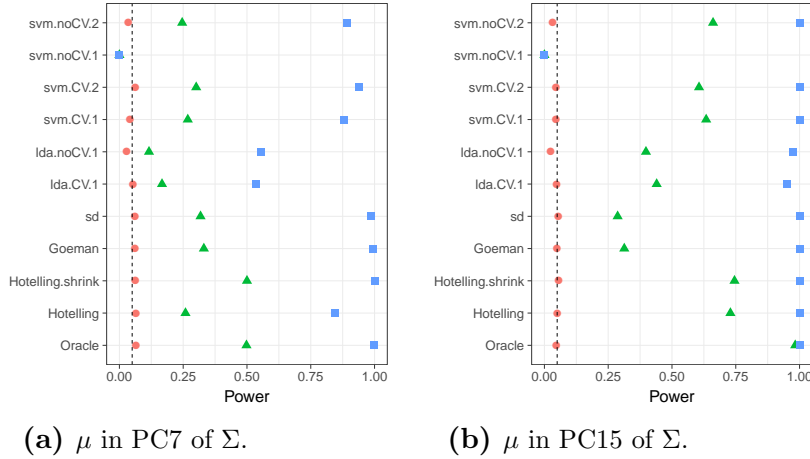 svm.noCV.2
svm.noCV.1
svm.CV.2
svm.CV.1
lda.noCV.1
lda.CV.1
sd
Goeman
Hotelling.shrink
Hotelling
Oracle
0.00 0.25 0.50 0.75 1.00
Power
(a) μ in PC7 of Σ.
svm.noCV.2
svm.noCV.1
svm.CV.2
svm.CV.1
lda.noCV.1
lda.CV.1
sd
Goeman
Hotelling.shrink
Hotelling
Oracle
0.00 0.25 0.50 0.75 1.00
Power
(b) μ in PC15 of Σ.